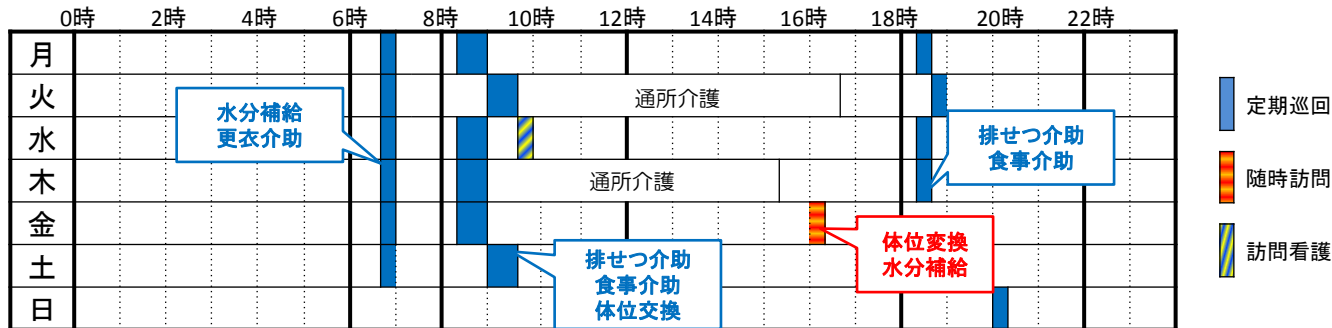 0時 2時 4時 6時 8時 10時 12時 14時 16時 18時 20時 22時
月
火
通所介護
水分補給
更衣介助
水
木
通所介護
排せつ介助
食事介助
金
体位変換
水分補給
土
排せつ介助
食事介助
体位交換
日
定期巡回
随時訪問
訪問看護